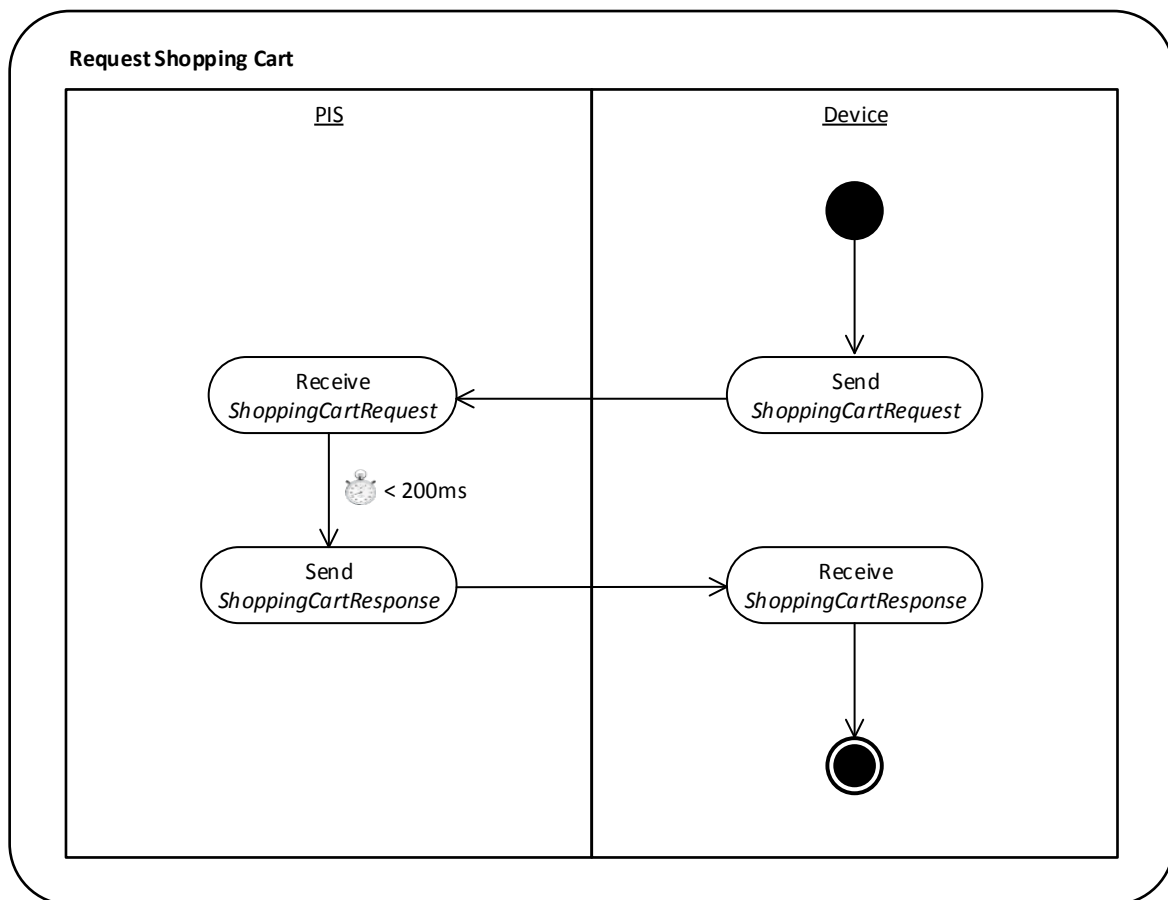 Request Shopping Cart
PIS
Device
Receive
ShoppingCartRequest
Send
ShoppingCartRequest
< 200ms
Send
ShoppingCartResponse
Receive
ShoppingCartResponse